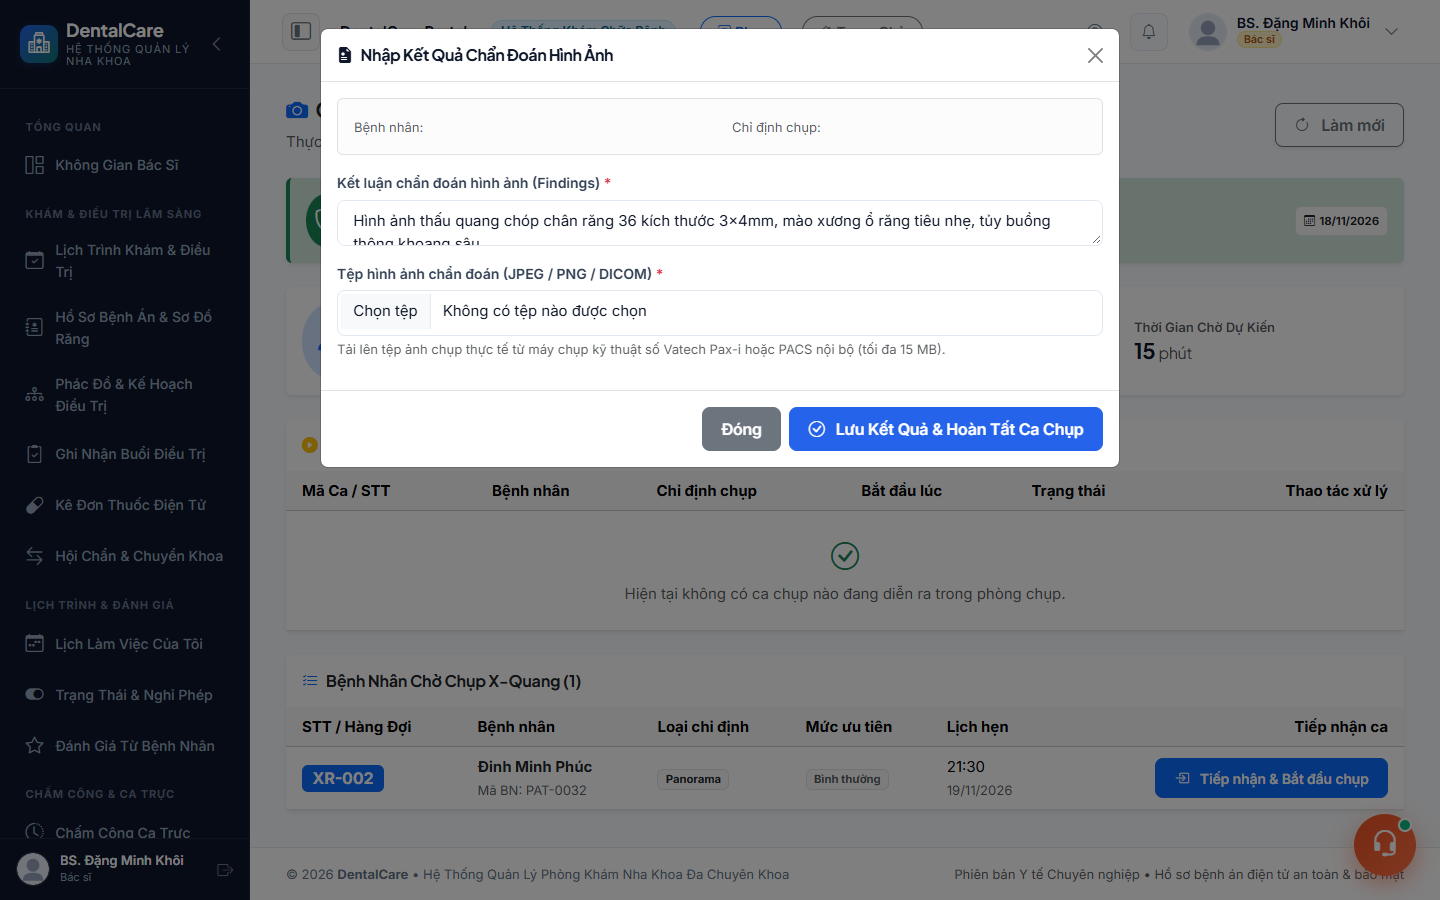 DentalCare
HỆ THỐNG QUẢN LÝ
NHA KHOA
TỔNG QUAN
Không Gian Bác Sĩ
KHÁM & ĐIỀU TRỊ LÂM SÀNG
Lịch Trình Khám & Điều
Trị
Hồ Sơ Bệnh Án & Sơ Đồ
Răng
Phác Đồ & Kế Hoạch
Điều Trị
Ghi Nhận Buổi Điều Trị
Kê Đơn Thuốc Điện Tử
Hội Chẩn & Chuyển Khoa
LỊCH TRÌNH & ĐÁNH GIÁ
Lịch Làm Việc Của Tôi
Trạng Thái & Nghỉ Phép
Đánh Giá Từ Bệnh Nhân
CHẤM CÔNG & CA TRỰC
Chấm Công Ca Trực
BS. Đặng Minh Khôi
Bác sĩ
BS. Đặng Minh Khôi
Bác sĩ
Làm mới
Thực
18/11/2026
Thời Gian Chờ Dự Kiến
15 phút
Nhập Kết Quả Chẩn Đoán Hình Ảnh
Bệnh nhân:
Chỉ định chụp:
Kết luận chẩn đoán hình ảnh (Findings) *
Hình ảnh thấu quang chóp chân răng 36 kích thước 3x4mm, mào xương ổ răng tiêu nhẹ, tủy buồng
thông khoang sâu
Tệp hình ảnh chẩn đoán (JPEG / PNG / DICOM) *
Chọn tệp Không có tệp nào được chọn
Tải lên tệp ảnh chụp thực tế từ máy chụp kỹ thuật số Vatech Pax-i hoặc PACS nội bộ (tối đa 15 MB).
Đóng
Lưu Kết Quả & Hoàn Tất Ca Chụp
Mã Ca / STT Bệnh nhân Chỉ định chụp Bắt đầu lúc Trạng thái Thao tác xử lý
Hiện tại không có ca chụp nào đang diễn ra trong phòng chụp.
Bệnh Nhân Chờ Chụp X-Quang (1)
STT / Hàng Đợi Bệnh nhân Loại chỉ định Mức ưu tiên Lịch hẹn Tiếp nhận ca
XR-002 Đinh Minh Phúc Panorama Bình thường 21:30 Tiếp nhận & Bắt đầu chụp
Mã BN: PAT-0032 19/11/2026
© 2026 DentalCare • Hệ Thống Quản Lý Phòng Khám Nha Khoa Đa Chuyên Khoa
Phiên bản Y tế Chuyên nghiệp • Hồ sơ bệnh án điện tử an toàn & bảo mật